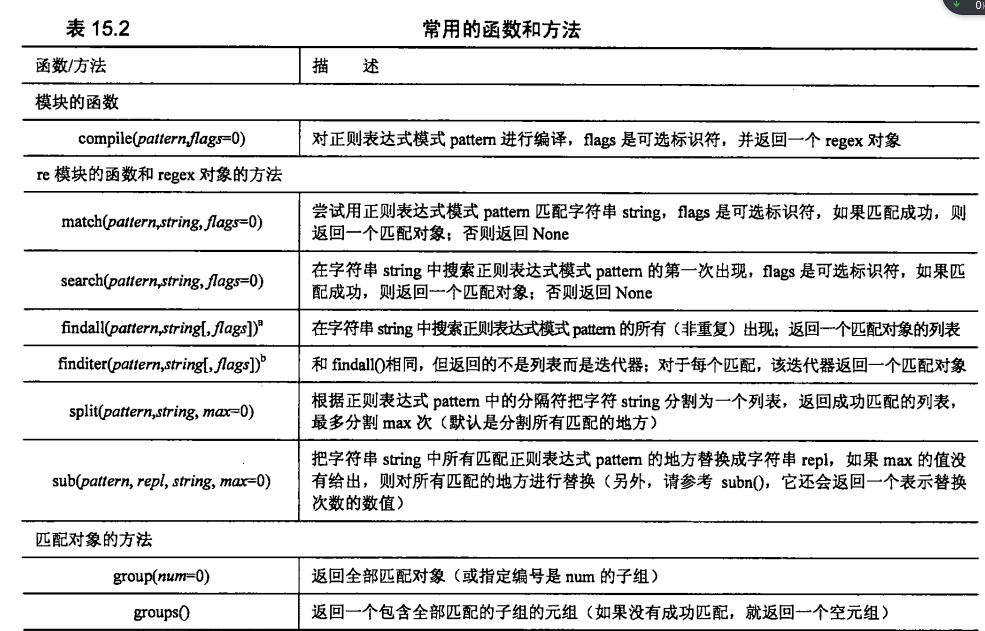 表 15.2 常用的函数和方法
函数/方法 描 述
模块的函数
compile(pattern,flags=0) 对正则表达式模式 pattern 进行编译，flags 是可选标识符，并返回一个 regex 对象
re 模块的函数和 regex 对象的方法
match(pattern,string, flags=0) 尝试用正则表达式模式 pattern 匹配字符串 string，flags 是可选标识符，如果匹配成功，则
返回一个匹配对象；否则返回 None
search(pattern,string, flags=0) 在字符串 string 中搜索正则表达式模式 pattern 的第一次出现，flags 是可选标识符，如果匹
配成功，则返回一个匹配对象；否则返回 None
findall(pattern,string[, flags])a 在字符串 string 中搜索正则表达式模式 pattern 的所有（非重复）出现；返回一个匹配对象的列表
finditer(pattern,string[, flags])b 和 findall()相同，但返回的不是列表而是迭代器；对于每个匹配，该迭代器返回一个匹配对象
split(pattern,string, max=0) 根据正则表达式 pattern 中的分隔符把字符 string 分割为一个列表，返回成功匹配的列表，
最多分割 max 次（默认是分割所有匹配的地方）
sub(pattern, repl, string, max=0) 把字符串 string 中所有匹配正则表达式 pattern 的地方替换成字符串 repl，如果 max 的值没
有给出，则对所有匹配的地方进行替换（另外，请参考 subn()，它还会返回一个表示替换
次数的数值）
匹配对象的方法
group(num=0) 返回全部匹配对象（或指定编号是 num 的子组）
groups() 返回一个包含全部匹配的子组的元组（如果没有成功匹配，就返回一个空元组）